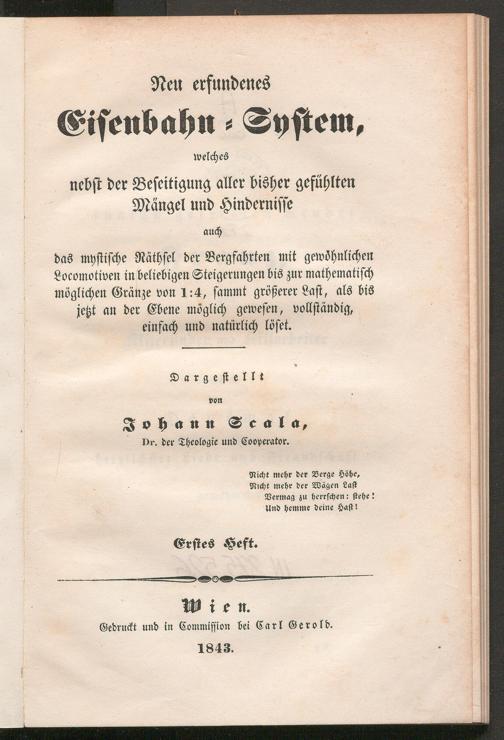 Neu erfundenes
Eisenbahn-System,
welches
nebst der Beseitigung aller bisher gefühlten
Mängel und Hindernisse
auch
das mystische Räthsel der Bergfahrten mit gewöhnlichen
Locomotiven in beliebigen Steigerungen bis zur mathematisch
möglichen Gränze von 1:4, sammt größerer Last, als bis
jetzt an der Ebene möglich gewesen, vollständig,
einfach und natürlich löset.
Dargestellt
von
Johann Scala,
Dr. der Theologie und Cooperator.
Nicht mehr der Berge Höhe,
Nicht mehr der Wägen Last
Vermag zu herrschen: stehe!
Und hemme deine Hast!
Erstes Heft.
Wien.
Gedruckt und in Commission bei Carl Gerold.
1843.